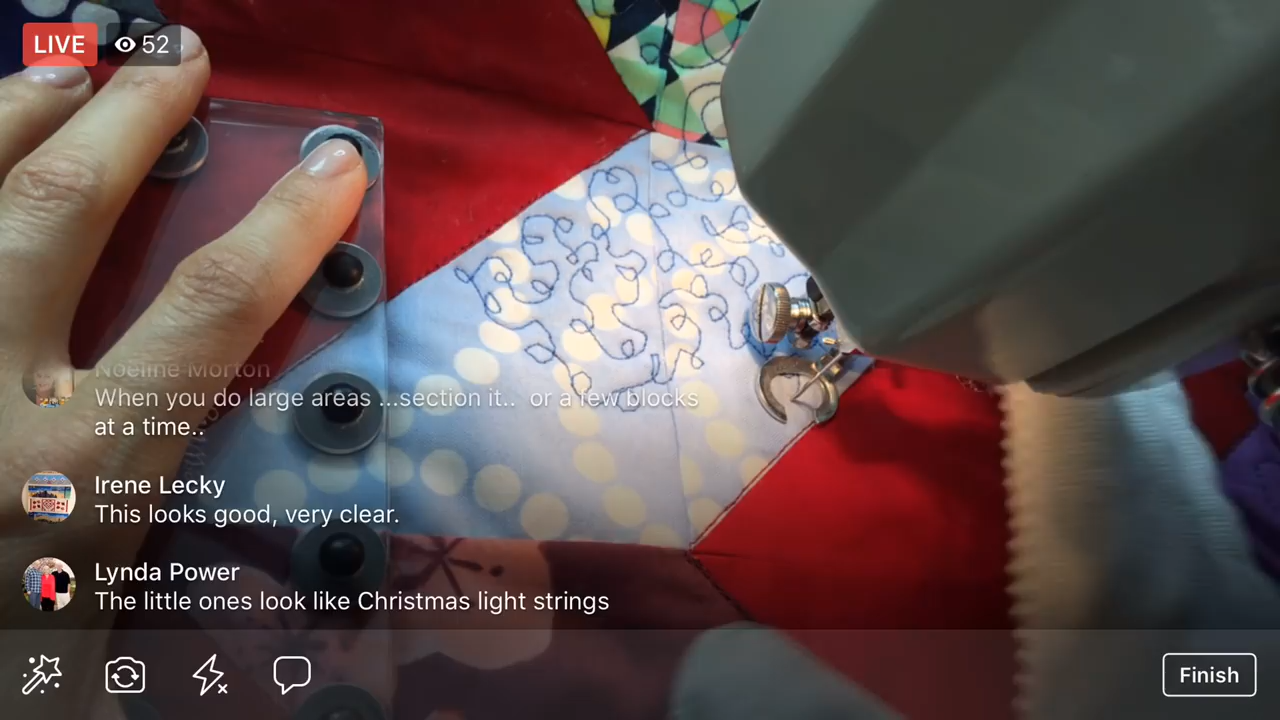 LIVE
52
Noeline Morton
When you do large areas ...section it.. or a few blocks
at a time..
Irene Lecky
This looks good, very clear.
Lynda Power
The little ones look like Christmas light strings
Finish